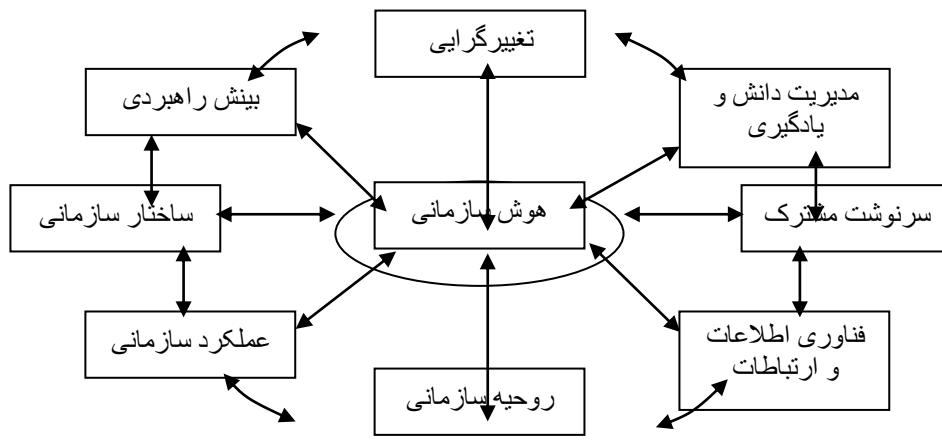 تغییرگرایی
بینش راهبردی
مدیریت دانش و
یادگیری
ساختار سازمانی
هوش سازمانی
سرنوشت مشترک
عملکرد سازمانی
فناوری اطلاعات
و ارتباطات
روحیه سازمانی